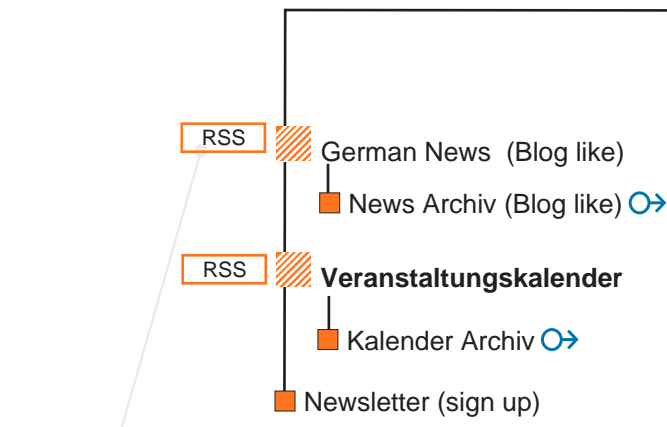 RSS German News (Blog like)
News Archiv (Blog like)
RSS Veranstaltungskalender
Kalender Archiv
Newsletter (sign up)